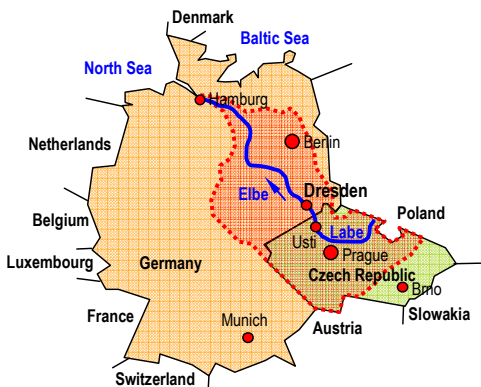 Denmark
Baltic Sea
North Sea
Hamburg
Netherlands
Berlin
Elbe
Dresden
Belgium
Poland
Usti
Labe
Luxembourg
Germany
Prague
Czech Republic
Brno
France
Slowakia
Munich
Austria
Switzerland